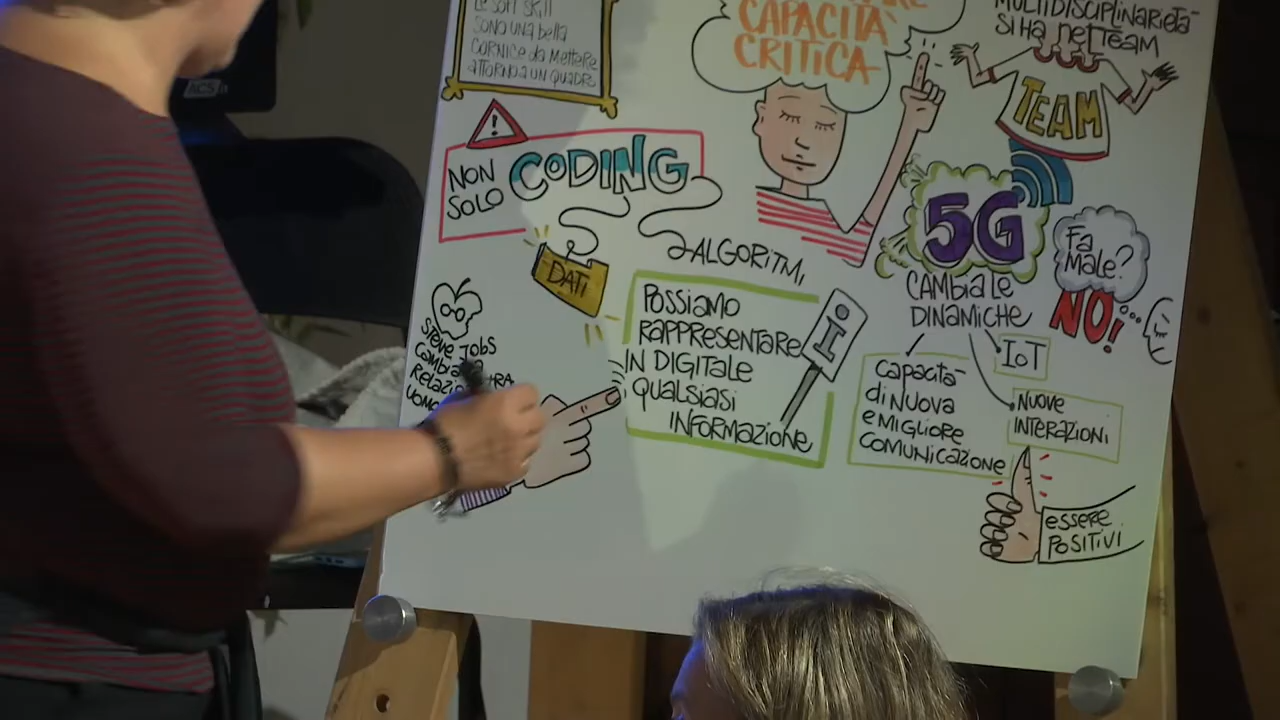 Le SOFT SKILL
SONO UNA bella
CORNICE da METTERE
ATTORNO A UN QUADRO
CAPACITÀ
CRITICA
MULTIDISCIPLINARIETÀ
SI HA NEL TEAM
TEAM
!
NON
SOLO
CODING
DATI
ALGORITMI
5G
CAMBIA LE
DINAMICHE
Fa
Male?
NO!
IoT
CAPACITÀ
di NUOVA
e MIGLIORE
COMUNICAZIONE
NUOVE
INTERAZIONI
ESSERE
POSITIVI
POSSIAMO
RAPPRESENTARE
IN DIGITALE
QUALSIASI
INFORMAZIONE
i
STEVE JOBS
ACS